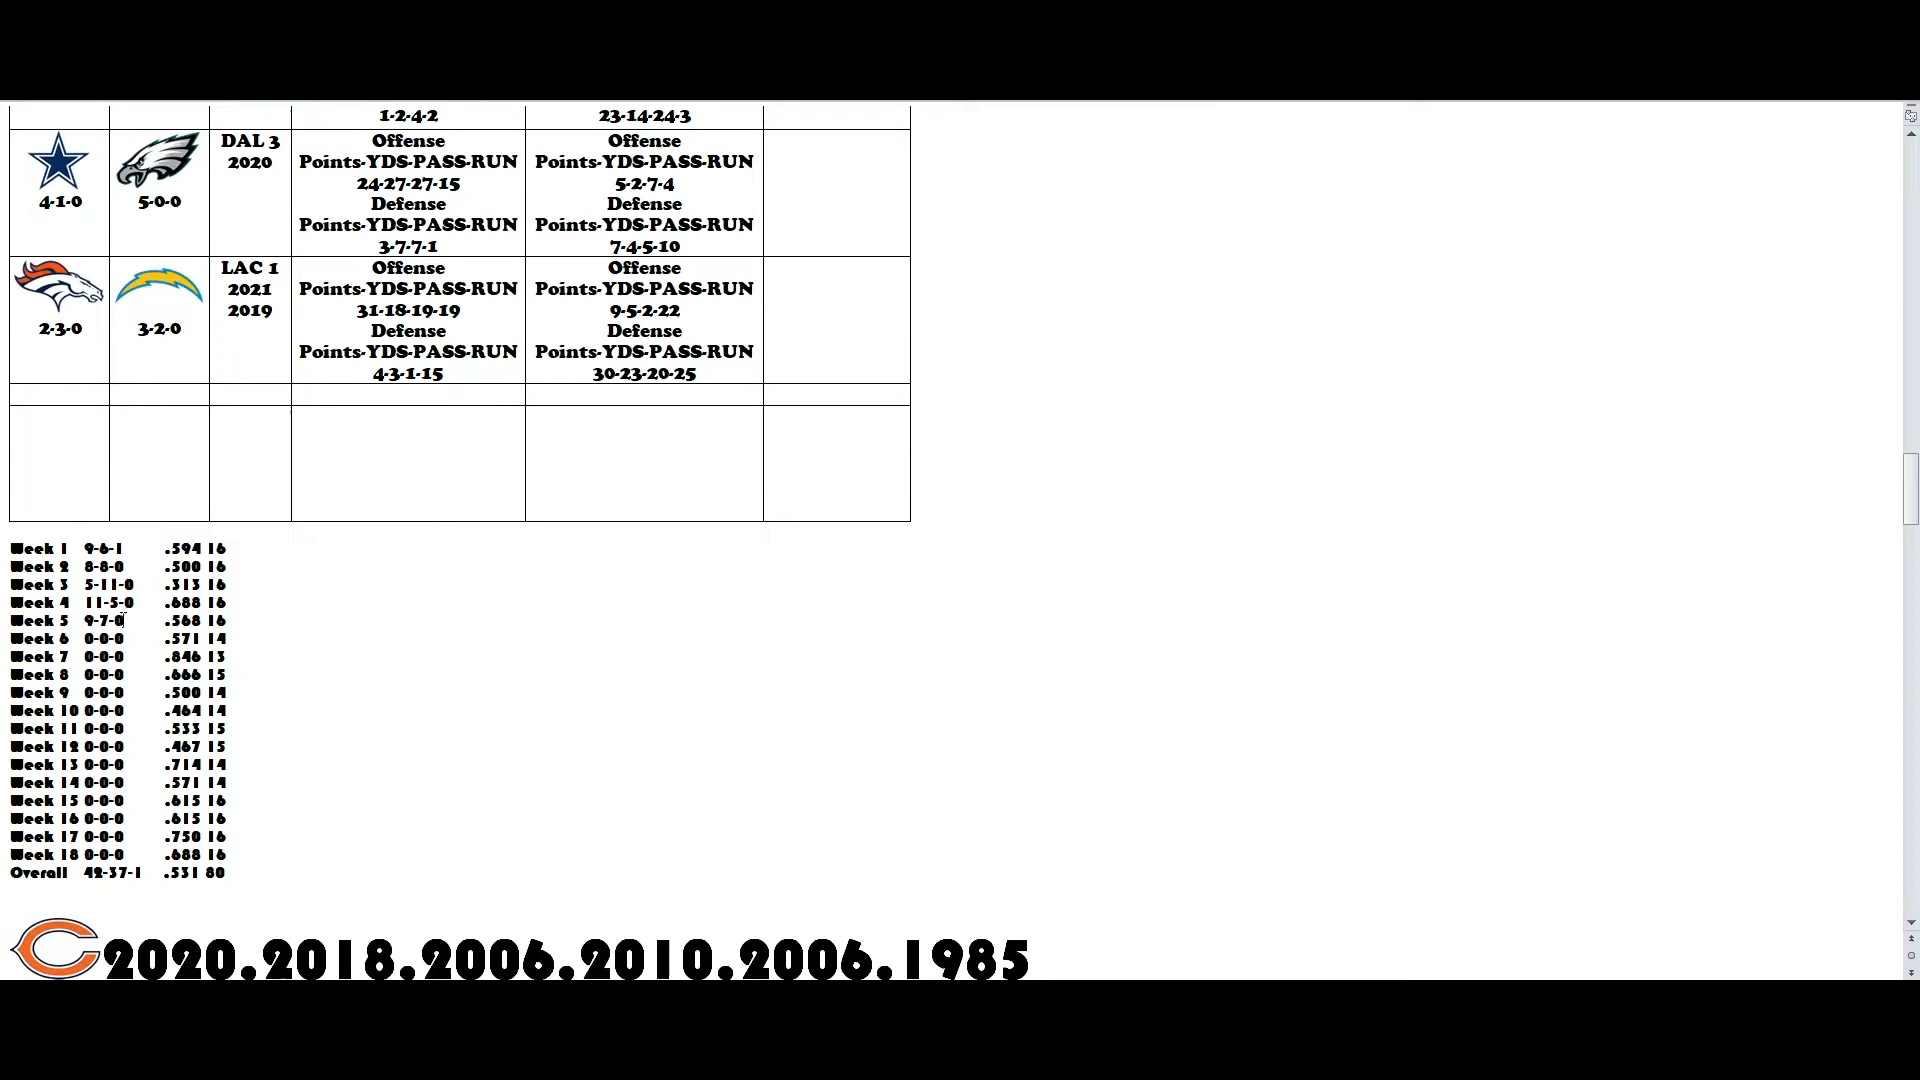 1-2-4-2 23-14-24-3
DAL 3 Offense Offense
2020 Points-YDS-PASS-RUN Points-YDS-PASS-RUN
24-27-27-15 5-2-7-4
4-1-0 5-0-0 Defense Defense
Points-YDS-PASS-RUN Points-YDS-PASS-RUN
3-7-7-1 7-4-5-10
LAC 1 Offense Offense
2021 Points-YDS-PASS-RUN Points-YDS-PASS-RUN
2019 31-18-19-19 9-5-2-22
2-3-0 3-2-0 Defense Defense
Points-YDS-PASS-RUN Points-YDS-PASS-RUN
4-3-1-15 30-23-20-25
Week 1 9-6-1 .594 16
Week 2 8-8-0 .500 16
Week 3 5-11-0 .313 16
Week 4 11-5-0 .688 16
Week 5 9-7-0 .568 16
Week 6 0-0-0 .571 14
Week 7 0-0-0 .846 13
Week 8 0-0-0 .666 15
Week 9 0-0-0 .500 14
Week 10 0-0-0 .464 14
Week 11 0-0-0 .533 15
Week 12 0-0-0 .467 15
Week 13 0-0-0 .714 14
Week 14 0-0-0 .571 14
Week 15 0-0-0 .615 16
Week 16 0-0-0 .615 16
Week 17 0-0-0 .750 16
Week 18 0-0-0 .688 16
Overall 42-37-1 .531 80
2020.2018.2006.2010.2006.1985